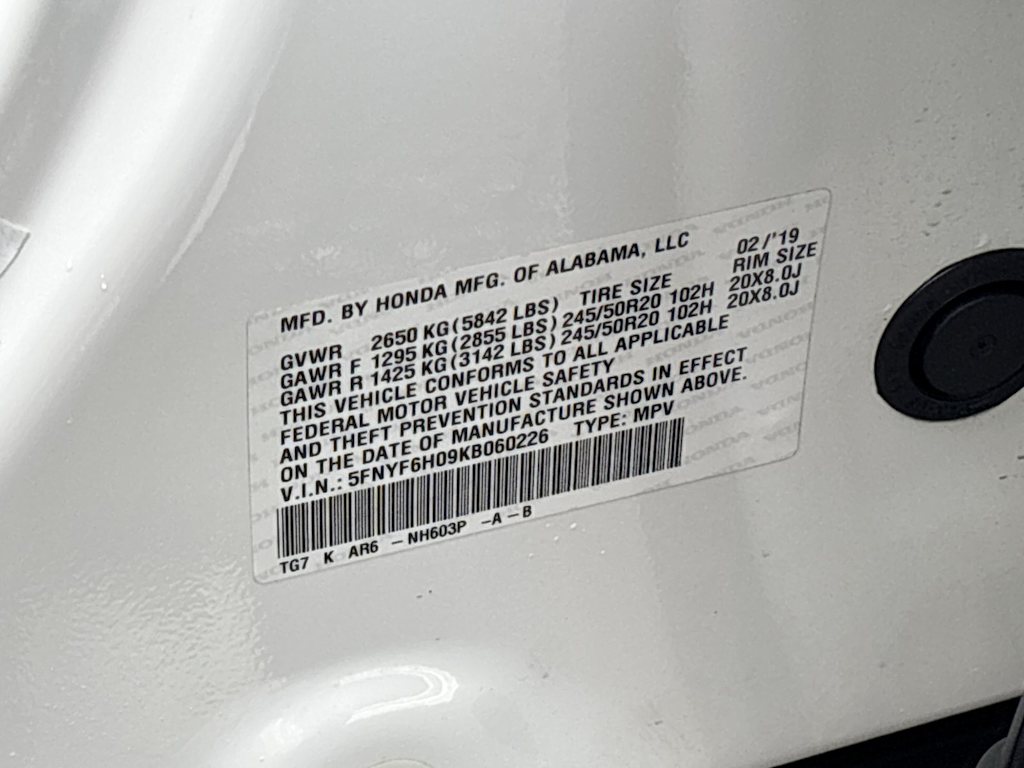 MFD. BY HONDA MFG. OF ALABAMA, LLC 02/'19
GVWR 2650 KG(5842 LBS) TIRE SIZE RIM SIZE
GAWR F 1295 KG(2855 LBS) 245/50R20 102H 20X8.0J
GAWR R 1425 KG(3142 LBS) 245/50R20 102H 20X8.0J
THIS VEHICLE CONFORMS TO ALL APPLICABLE
FEDERAL MOTOR VEHICLE SAFETY
AND THEFT PREVENTION STANDARDS IN EFFECT
ON THE DATE OF MANUFACTURE SHOWN ABOVE.
V.I.N.: 5FNYF6H09KB060226 TYPE: MPV
TG7 K AR6 -NH603P -A-B